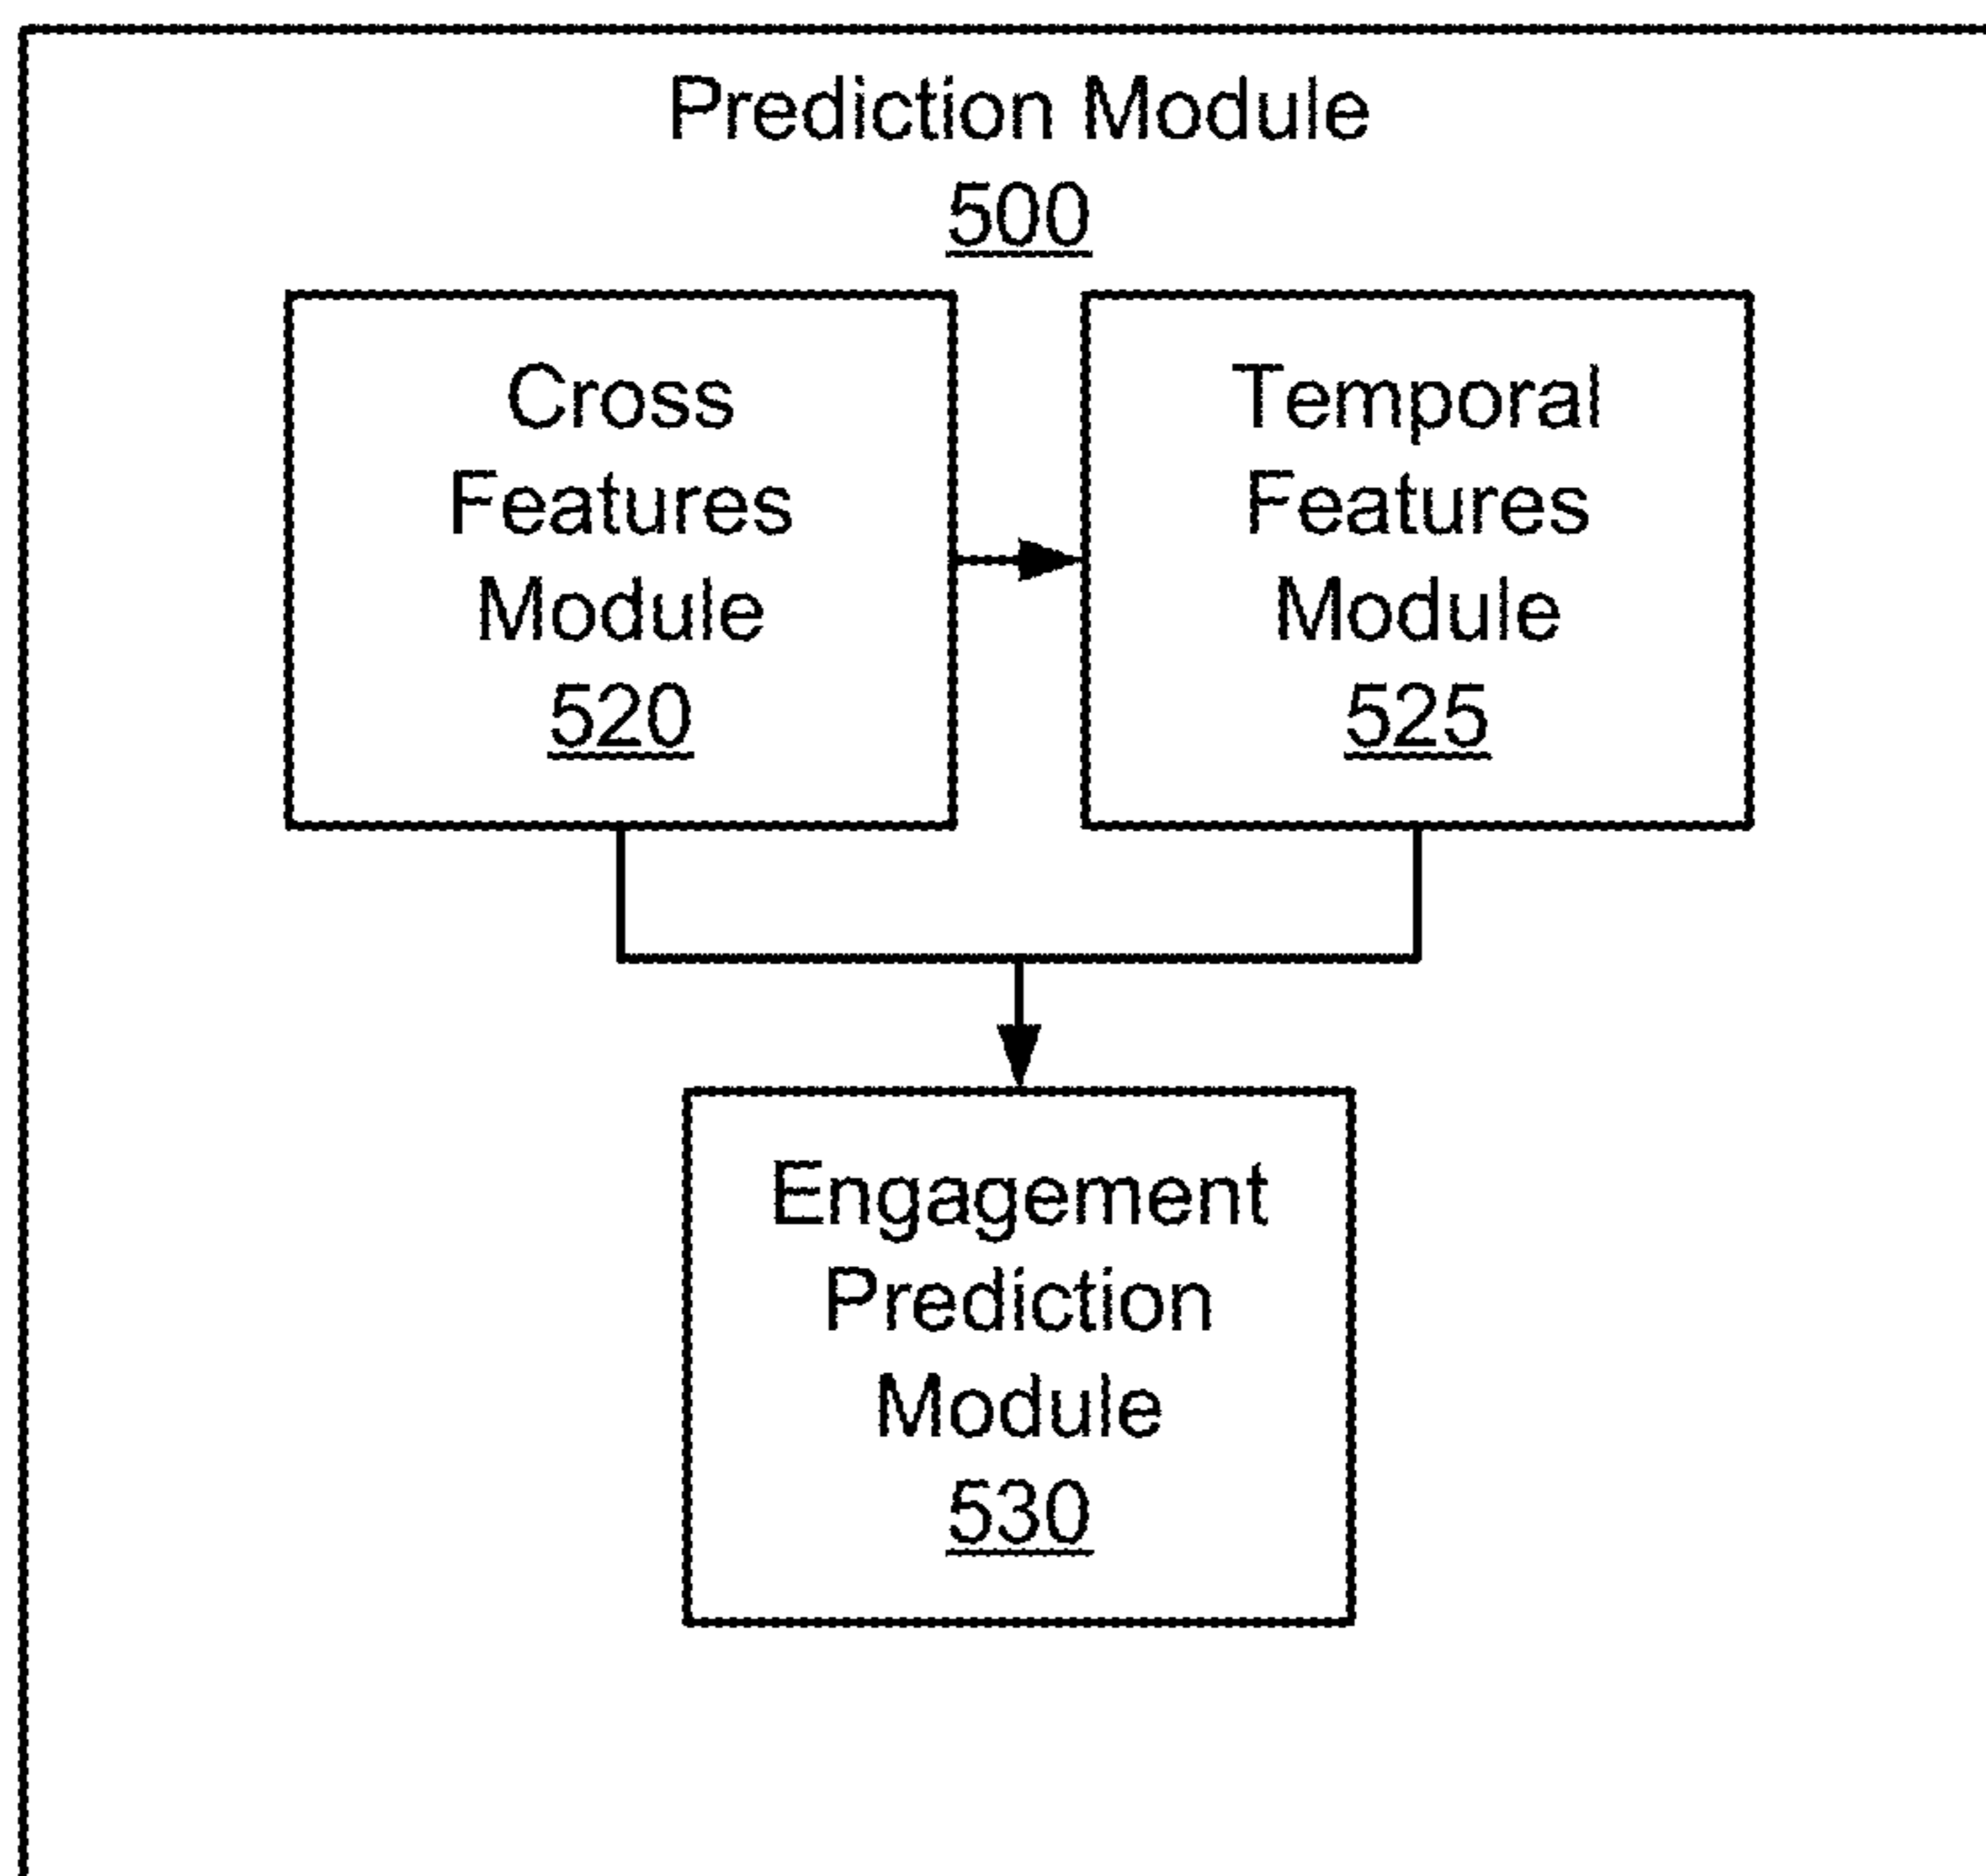 Prediction Module
500
Cross
Features
Module
520
Temporal
Features
Module
525
Engagement
Prediction
Module
530